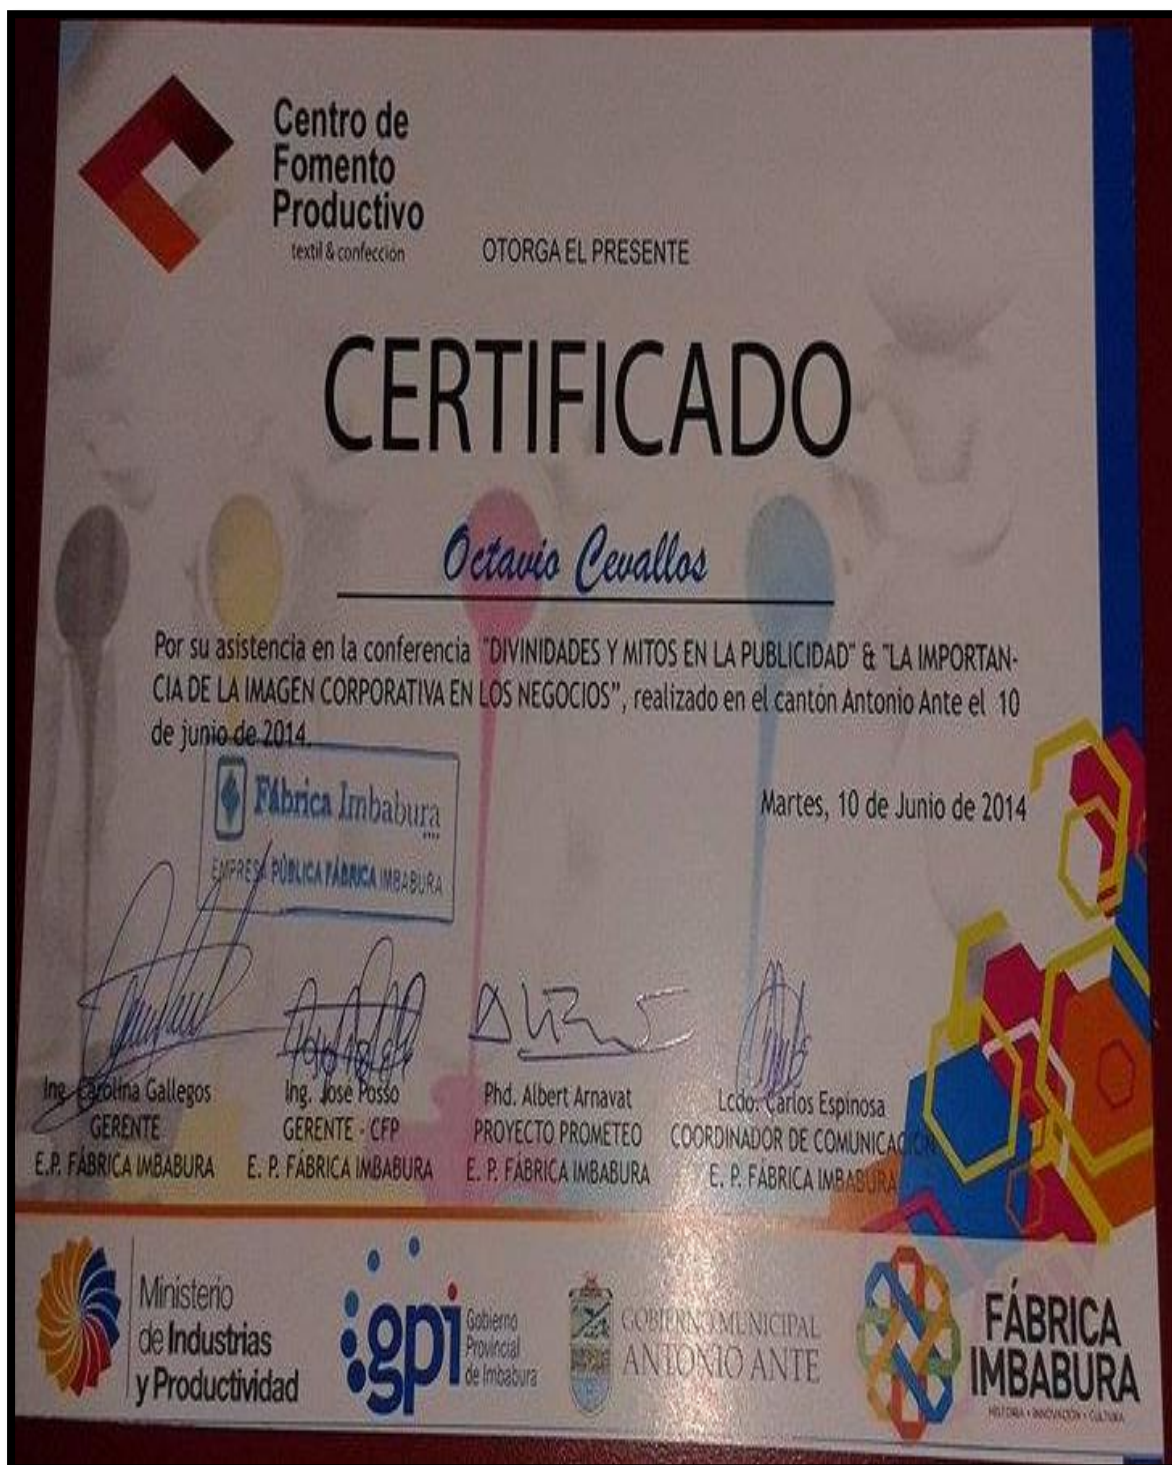 Centro de
Fomento
Productivo
textil & confección
OTORGA EL PRESENTE
CERTIFICADO
Octavio Cevallos
Por su asistencia en la conferencia "DIVINIDADES Y MITOS EN LA PUBLICIDAD" & "LA IMPORTAN-
CIA DE LA IMAGEN CORPORATIVA EN LOS NEGOCIOS", realizado en el cantón Antonio Ante el 10
de junio de 2014.
Fábrica Imbabura
EMPRESA PÚBLICA FÁBRICA IMBABURA
Martes, 10 de Junio de 2014
Ing. Carolina Gallegos
GERENTE
E.P. FÁBRICA IMBABURA
Ing. José Posso
GERENTE - CFP
E. P. FÁBRICA IMBABURA
Phd. Albert Arnavat
PROYECTO PROMETEO
E. P. FÁBRICA IMBABURA
Lcdo. Carlos Espinosa
COORDINADOR DE COMUNICACIÓN
E. P. FÁBRICA IMBABURA
Ministerio
de Industrias
y Productividad
gpi
Gobierno
Provincial
de Imbabura
GOBIERNO MUNICIPAL
ANTONIO ANTE
FÁBRICA
IMBABURA
HISTORIA • INNOVACIÓN • CULTURA